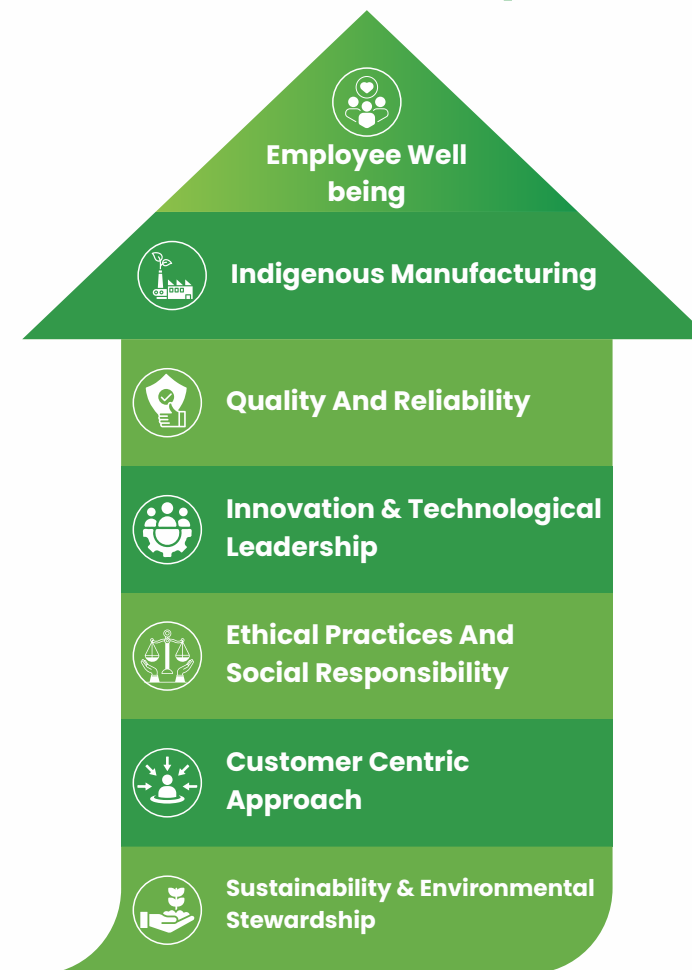 Employee Well
being
Indigenous Manufacturing
Quality And Reliability
Innovation & Technological
Leadership
Ethical Practices And
Social Responsibility
Customer Centric
Approach
Sustainability & Environmental
Stewardship